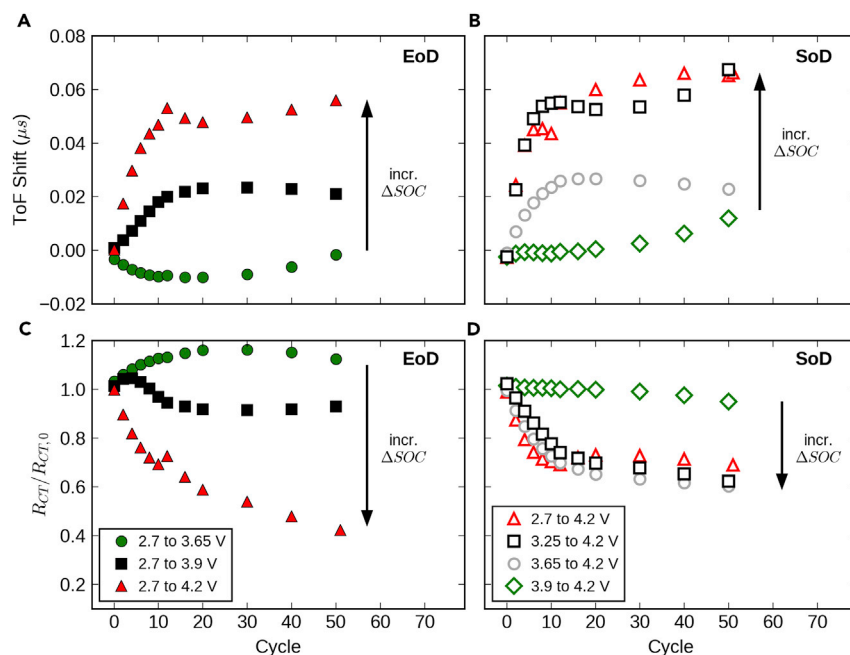 A
B
EoD
SoD
0.08
0.06
0.04
0.02
0.00
−0.02
ToF Shift (μs)
incr.
ΔSOC
incr.
ΔSOC
C
D
EoD
SoD
1.2
1.0
0.8
0.6
0.4
0.2
R_CT/R_CT,0
incr.
ΔSOC
incr.
ΔSOC
2.7 to 3.65 V
2.7 to 3.9 V
2.7 to 4.2 V
2.7 to 4.2 V
3.25 to 4.2 V
3.65 to 4.2 V
3.9 to 4.2 V
0 10 20 30 40 50 60 70
0 10 20 30 40 50 60 70
Cycle
Cycle